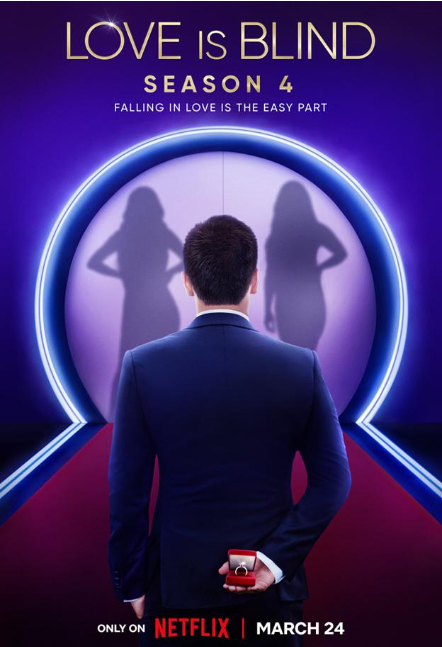 LOVE IS BLIND
SEASON 4
FALLING IN LOVE IS THE EASY PART
ONLY ON NETFLIX | MARCH 24